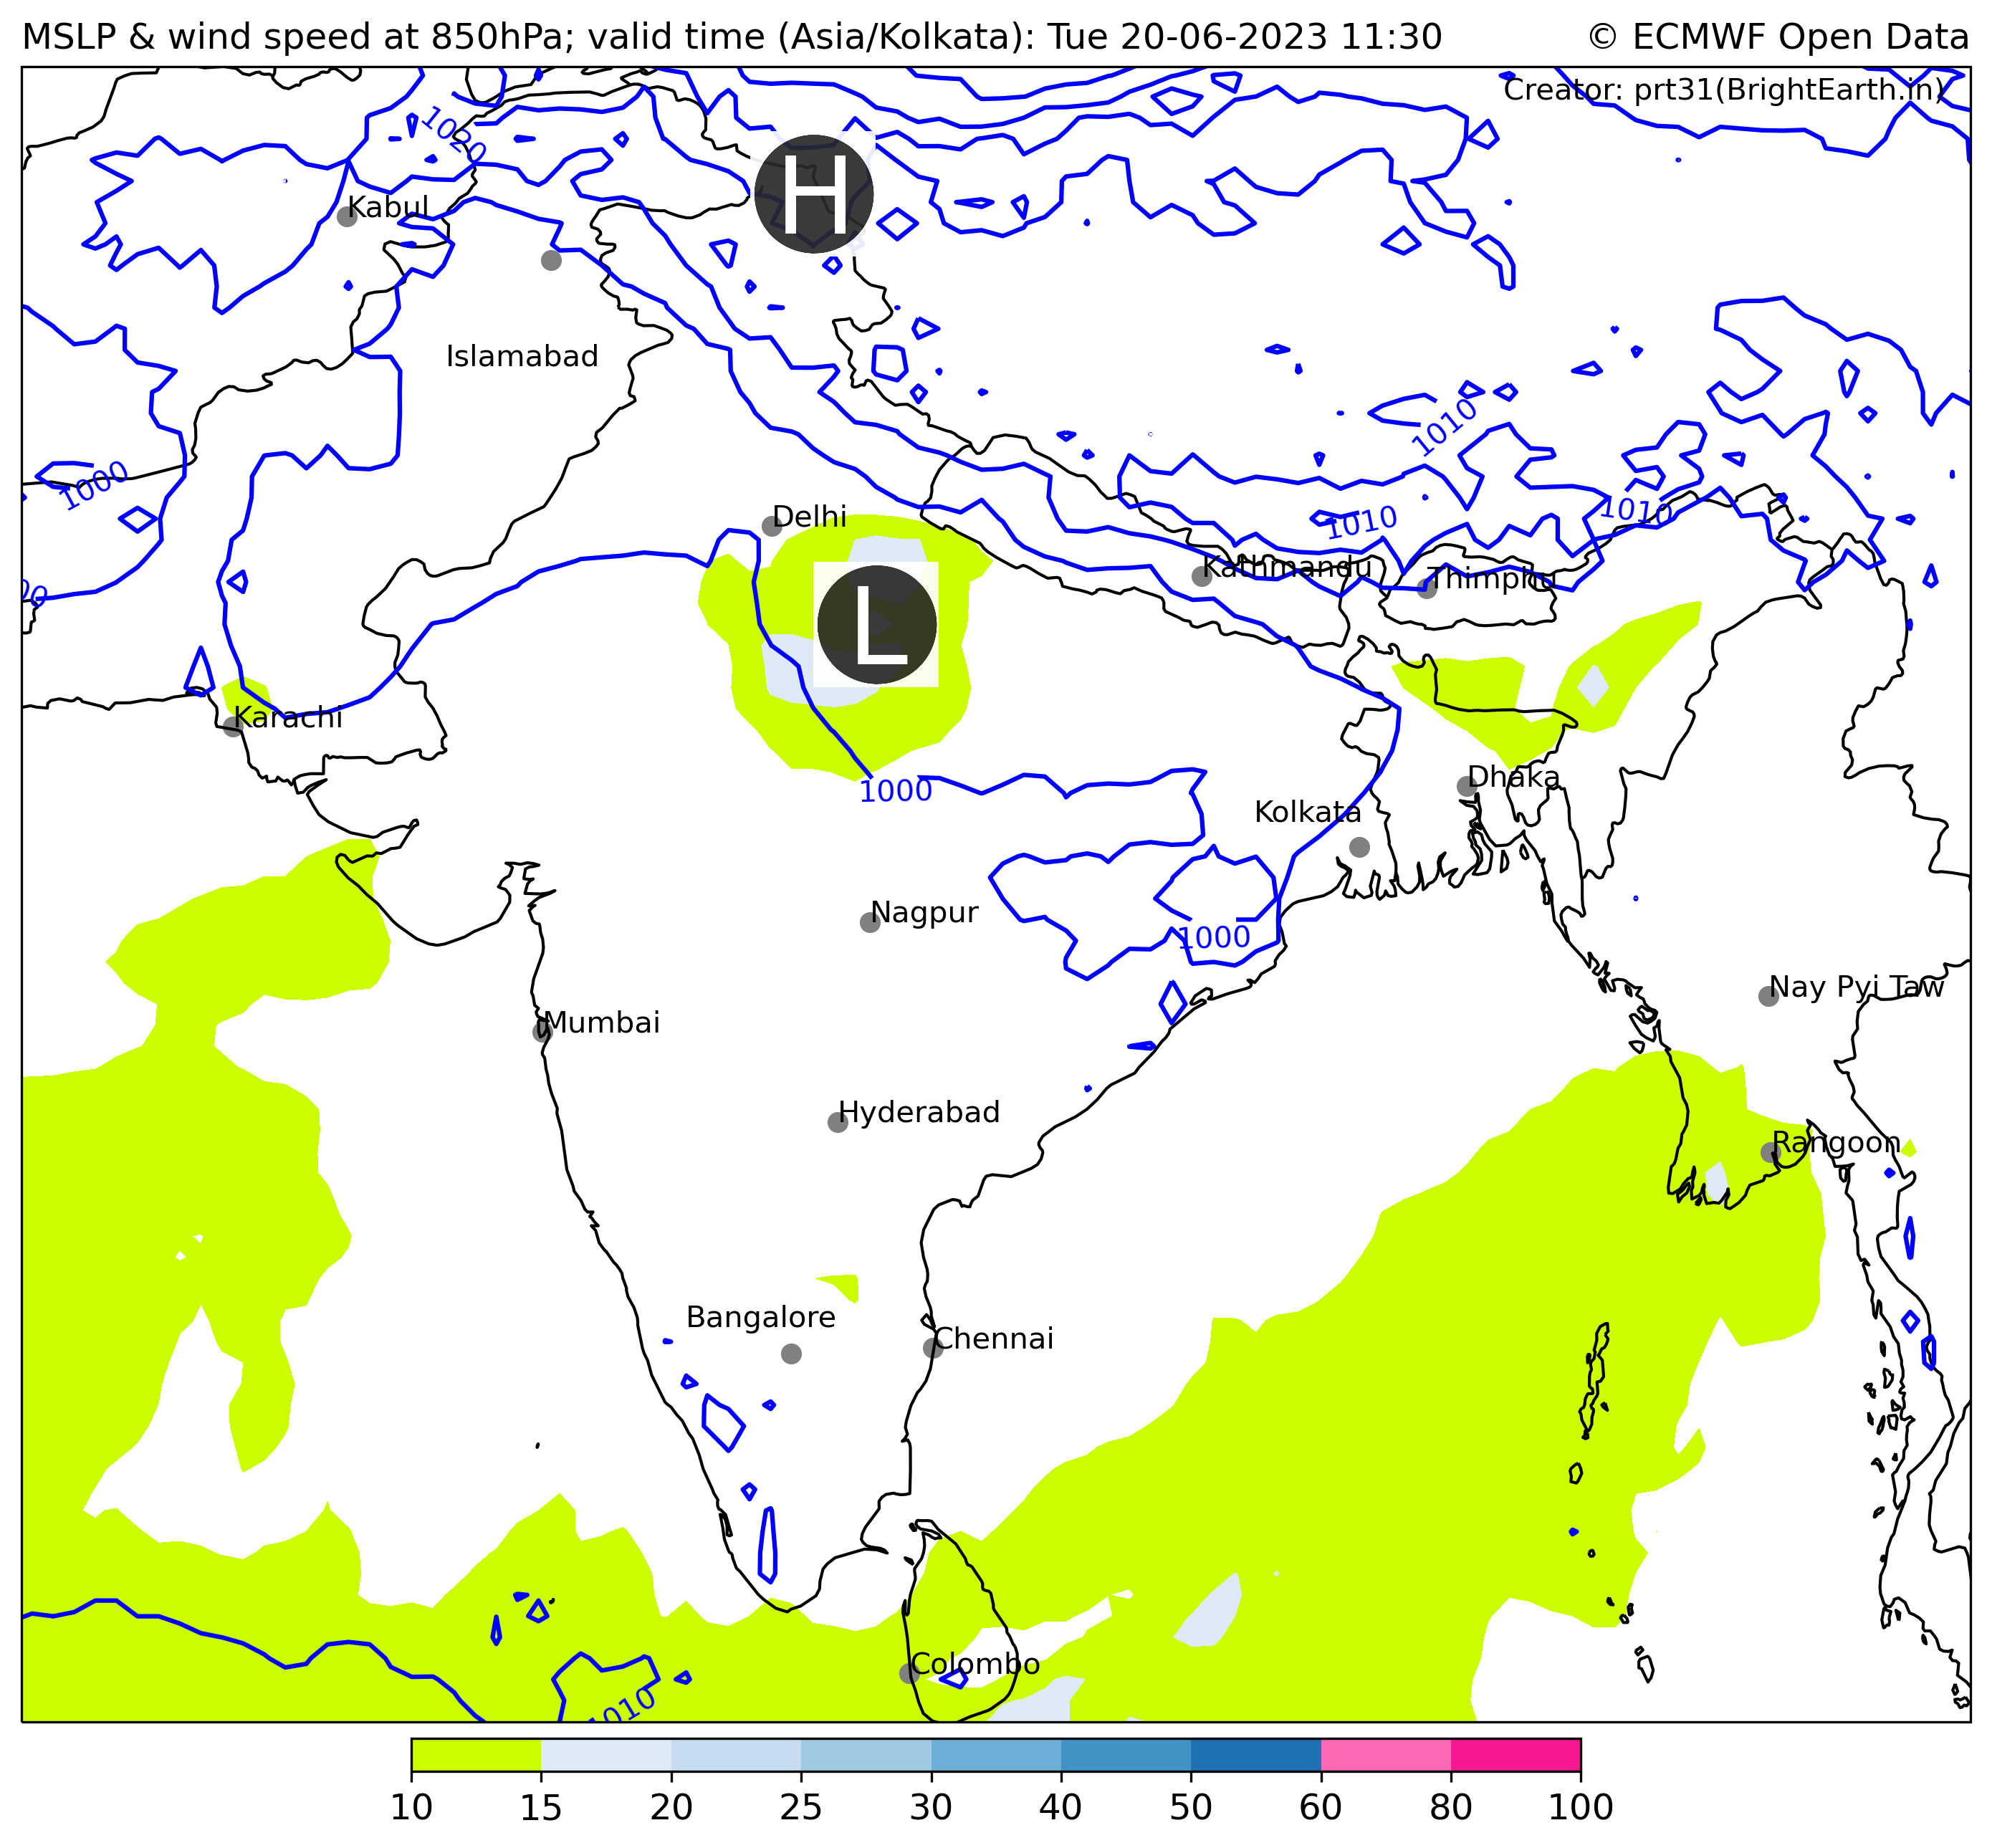 MSLP & wind speed at 850hPa; valid time (Asia/Kolkata): Tue 20-06-2023 11:30
© ECMWF Open Data
Creator: prt31(BrightEarth.in)
1020
H
Kabul
Islamabad
1010
1000
1010
1010
Delhi
Kathmandu
Thimphu
L
Karachi
1000
Dhaka
Kolkata
Nagpur
1000
Nay Pyi Taw
Mumbai
Hyderabad
Rangoon
Bangalore
Chennai
Colombo
1010
10 15 20 25 30 40 50 60 80 100